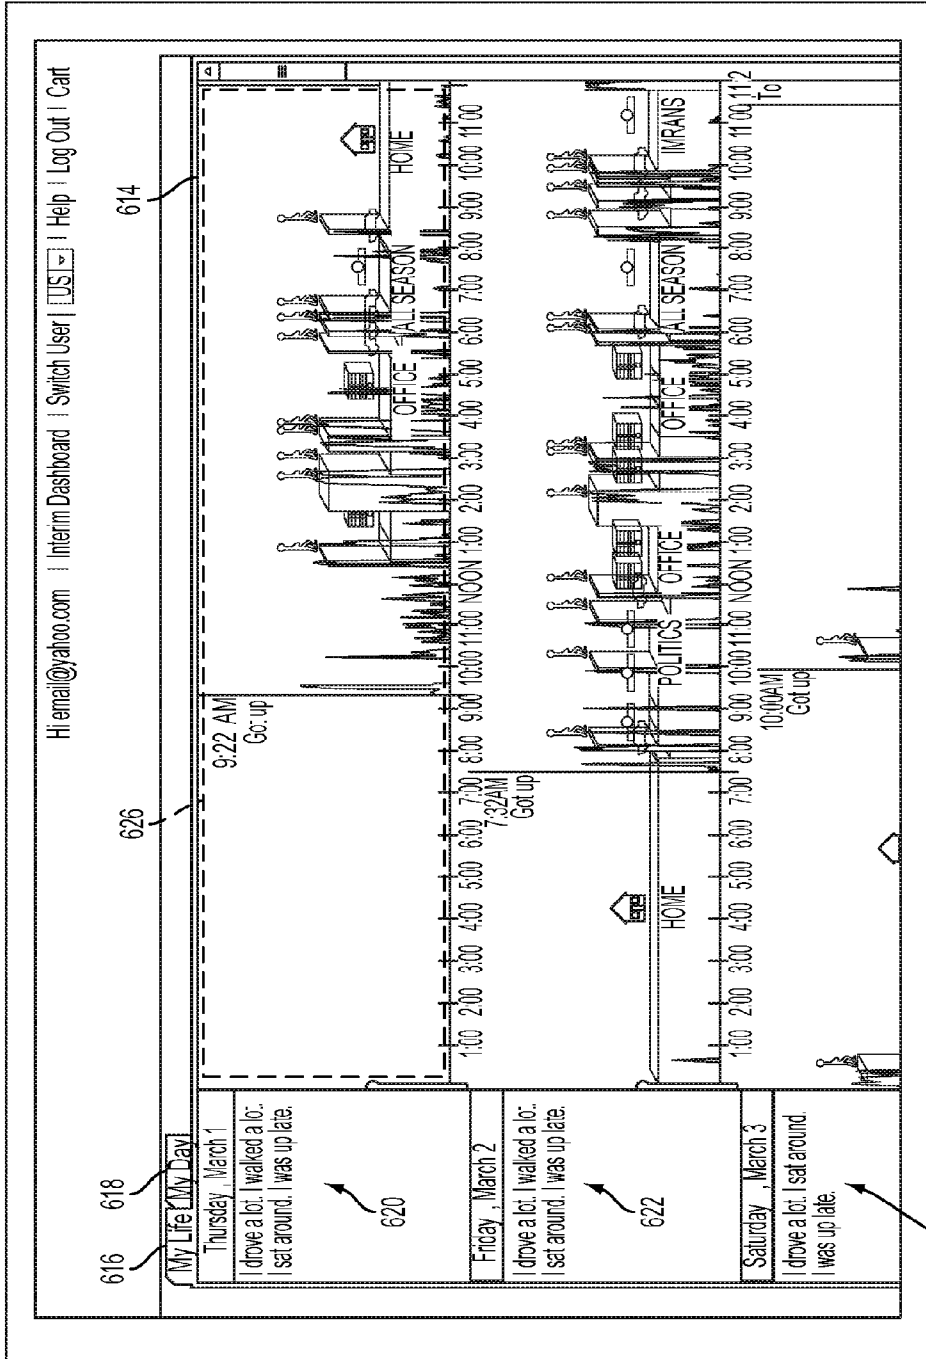 Hi email@yahoo.com | Interim Dashboard | Switch User | US | Help | Log Out | Cart
616
618
626
614
My Life
My Day
Thursday , March 1
I drove a lot. I walked a lot.
I sat around. I was up late.
620
9:22 AM
Got up
OFFICE
ALL SEASON
HOME
1:00 2:00 3:00 4:00 5:00 6:00 7:00 8:00 9:00 10:00 11:00 NOON 1:00 2:00 3:00 4:00 5:00 6:00 7:00 8:00 9:00 10:00 11:00
Friday , March 2
I drove a lot. I walked a lot.
I sat around. I was up late.
622
7:32AM
Got up
HOME
POLITICS
OFFICE
OFFICE
ALL SEASON
IMRANS
1:00 2:00 3:00 4:00 5:00 6:00 7:00 8:00 9:00 10:00 11:00 NOON 1:00 2:00 3:00 4:00 5:00 6:00 7:00 8:00 9:00 10:00 11:00 11:2
Saturday , March 3
I drove a lot. I sat around.
I was up late.
10:00AM
Got up
To